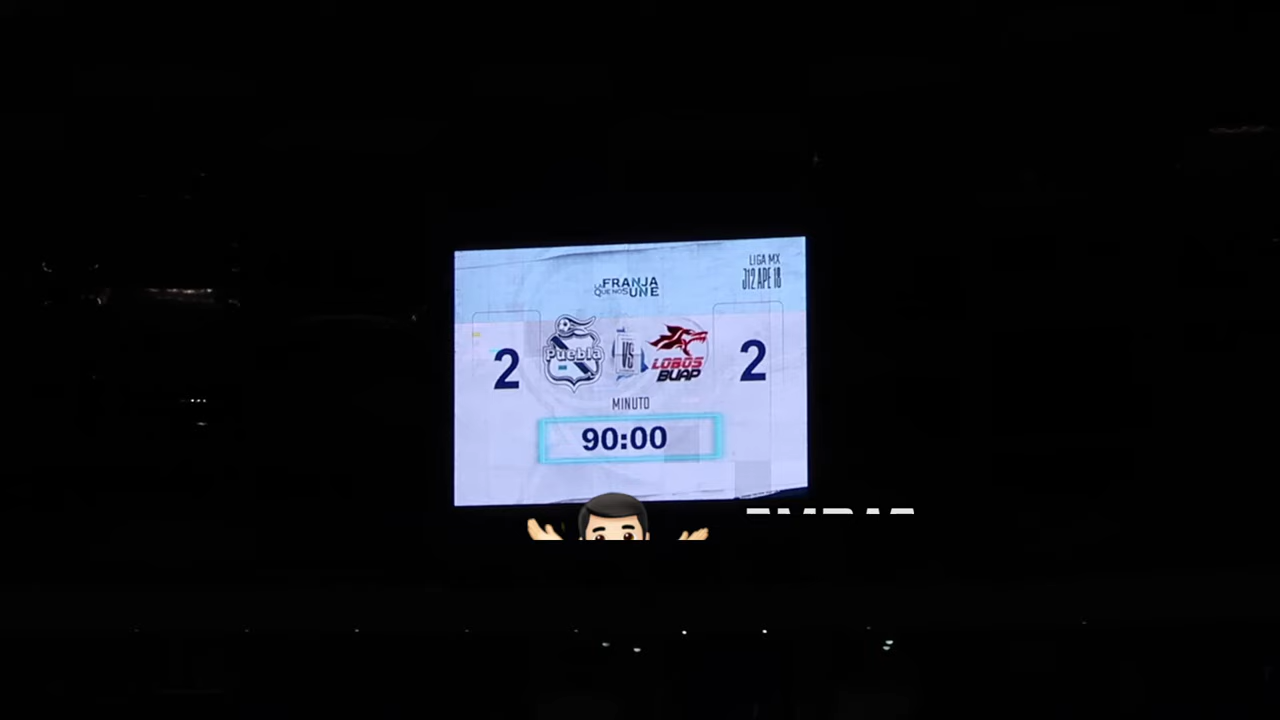 LA FRANJA
QUE NOS UNE
LIGA MX
J12 APE 18
2
Puebla
VS
LOBOS
BUAP
2
MINUTO
90:00